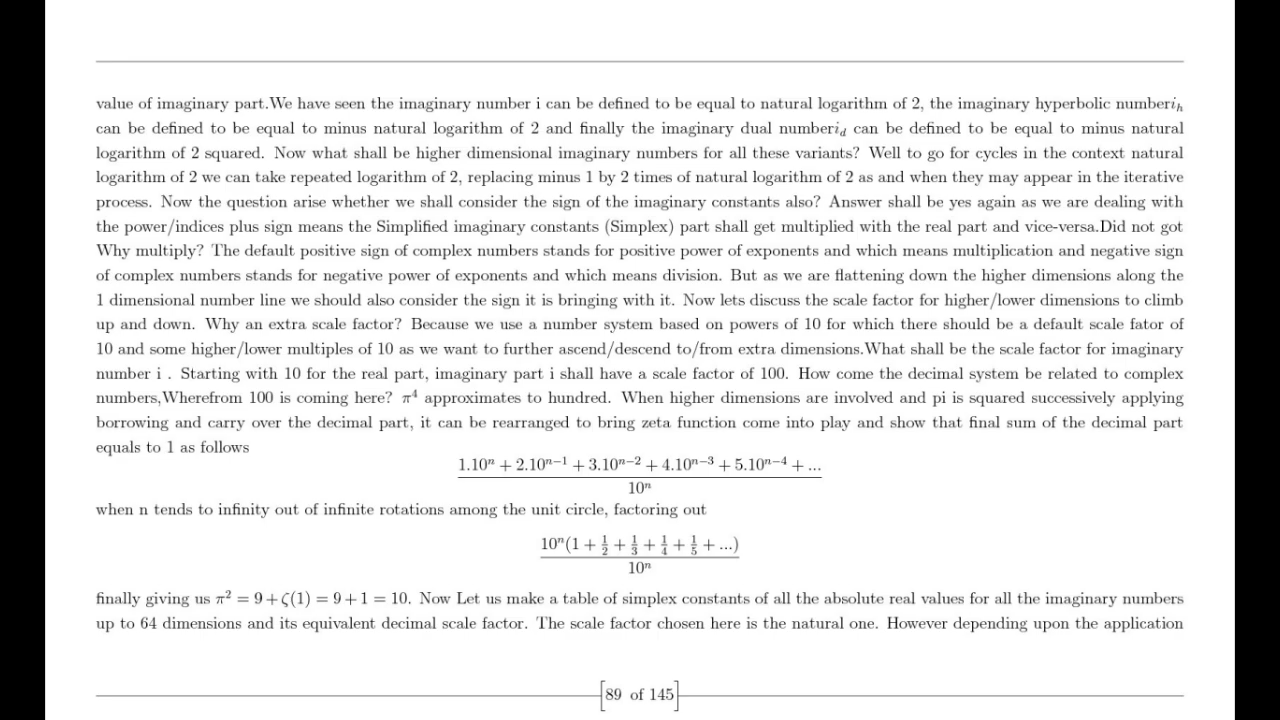 value of imaginary part.We have seen the imaginary number i can be defined to be equal to natural logarithm of 2, the imaginary hyperbolic number$i_h$
can be defined to be equal to minus natural logarithm of 2 and finally the imaginary dual number$i_d$ can be defined to be equal to minus natural
logarithm of 2 squared. Now what shall be higher dimensional imaginary numbers for all these variants? Well to go for cycles in the context natural
logarithm of 2 we can take repeated logarithm of 2, replacing minus 1 by 2 times of natural logarithm of 2 as and when they may appear in the iterative
process. Now the question arise whether we shall consider the sign of the imaginary constants also? Answer shall be yes again as we are dealing with
the power/indices plus sign means the Simplified imaginary constants (Simplex) part shall get multiplied with the real part and vice-versa.Did not got
Why multiply? The default positive sign of complex numbers stands for positive power of exponents and which means multiplication and negative sign
of complex numbers stands for negative power of exponents and which means division. But as we are flattening down the higher dimensions along the
1 dimensional number line we should also consider the sign it is bringing with it. Now lets discuss the scale factor for higher/lower dimensions to climb
up and down. Why an extra scale factor? Because we use a number system based on powers of 10 for which there should be a default scale fator of
10 and some higher/lower multiples of 10 as we want to further ascend/descend to/from extra dimensions.What shall be the scale factor for imaginary
number i . Starting with 10 for the real part, imaginary part i shall have a scale factor of 100. How come the decimal system be related to complex
numbers,Wherefrom 100 is coming here? $\pi^4$ approximates to hundred. When higher dimensions are involved and pi is squared successively applying
borrowing and carry over the decimal part, it can be rearranged to bring zeta function come into play and show that final sum of the decimal part
equals to 1 as follows
$\frac{1.10^n + 2.10^{n-1} + 3.10^{n-2} + 4.10^{n-3} + 5.10^{n-4} + ...}{10^n}$
when n tends to infinity out of infinite rotations among the unit circle, factoring out
$\frac{10^n(1 + \frac{1}{2} + \frac{1}{3} + \frac{1}{4} + \frac{1}{5} + ...)}{10^n}$
finally giving us $\pi^2 = 9 + \zeta(1) = 9 + 1 = 10$. Now Let us make a table of simplex constants of all the absolute real values for all the imaginary numbers
up to 64 dimensions and its equivalent decimal scale factor. The scale factor chosen here is the natural one. However depending upon the application
89 of 145